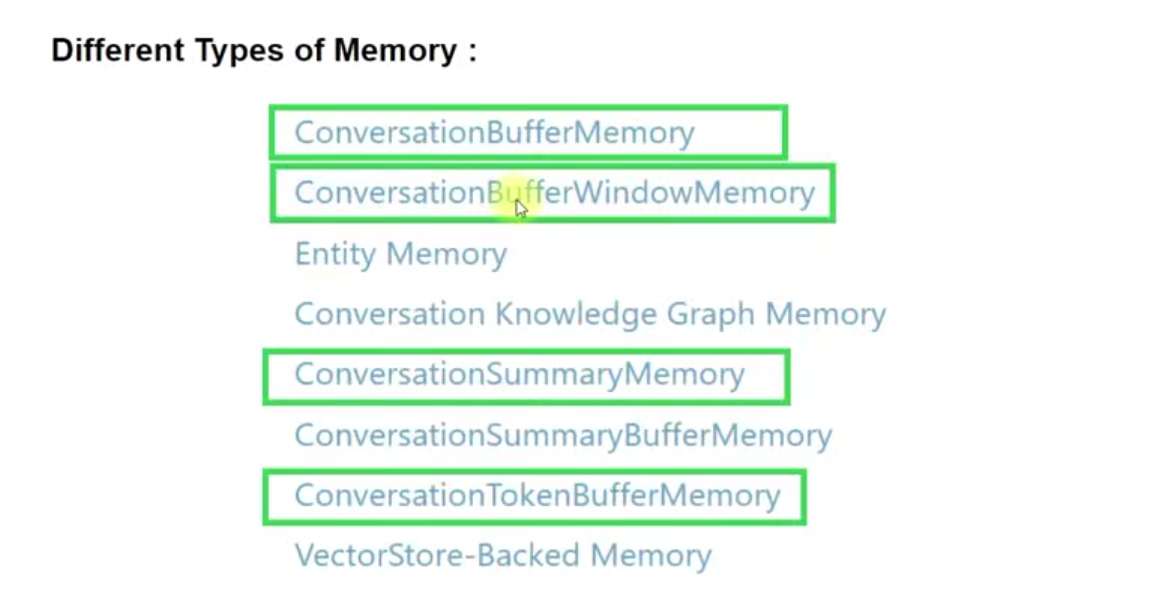 Different Types of Memory :
ConversationBufferMemory
ConversationBufferWindowMemory
Entity Memory
Conversation Knowledge Graph Memory
ConversationSummaryMemory
ConversationSummaryBufferMemory
ConversationTokenBufferMemory
VectorStore-Backed Memory